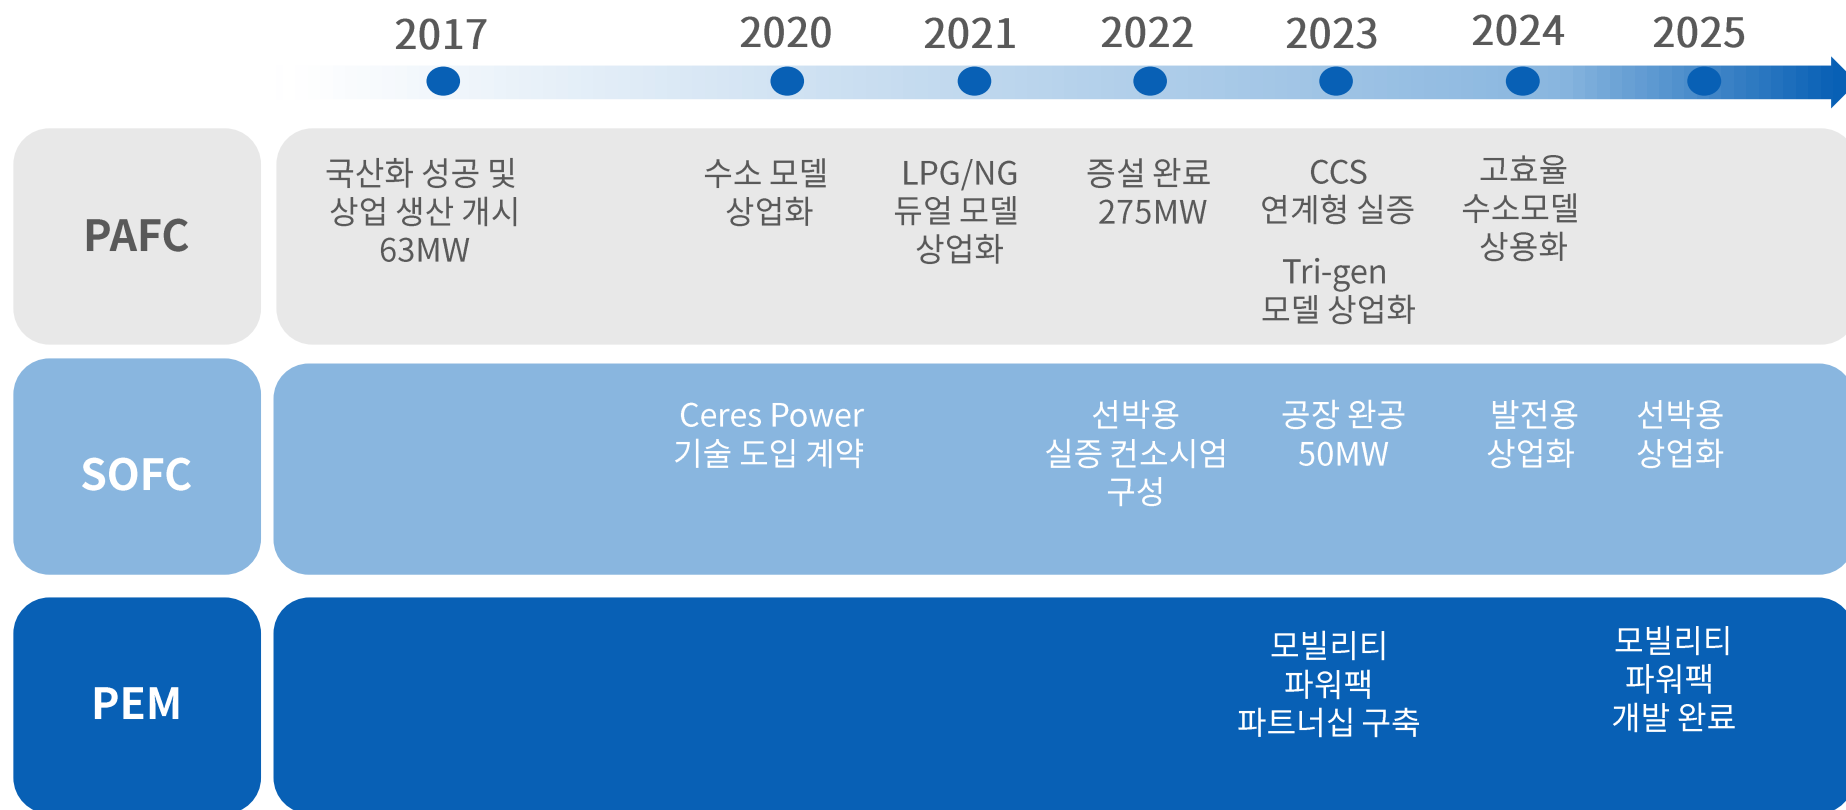 2017
2020
2021
2022
2023
2024
2025
PAFC
국산화 성공 및
상업 생산 개시
63MW
수소 모델
상업화
LPG/NG
듀얼 모델
상업화
증설 완료
275MW
CCS
연계형 실증
Tri-gen
모델 상업화
고효율
수소모델
상용화
SOFC
Ceres Power
기술 도입 계약
선박용
실증 컨소시엄
구성
공장 완공
50MW
발전용
상업화
선박용
상업화
PEM
모빌리티
파워팩
파트너십 구축
모빌리티
파워팩
개발 완료